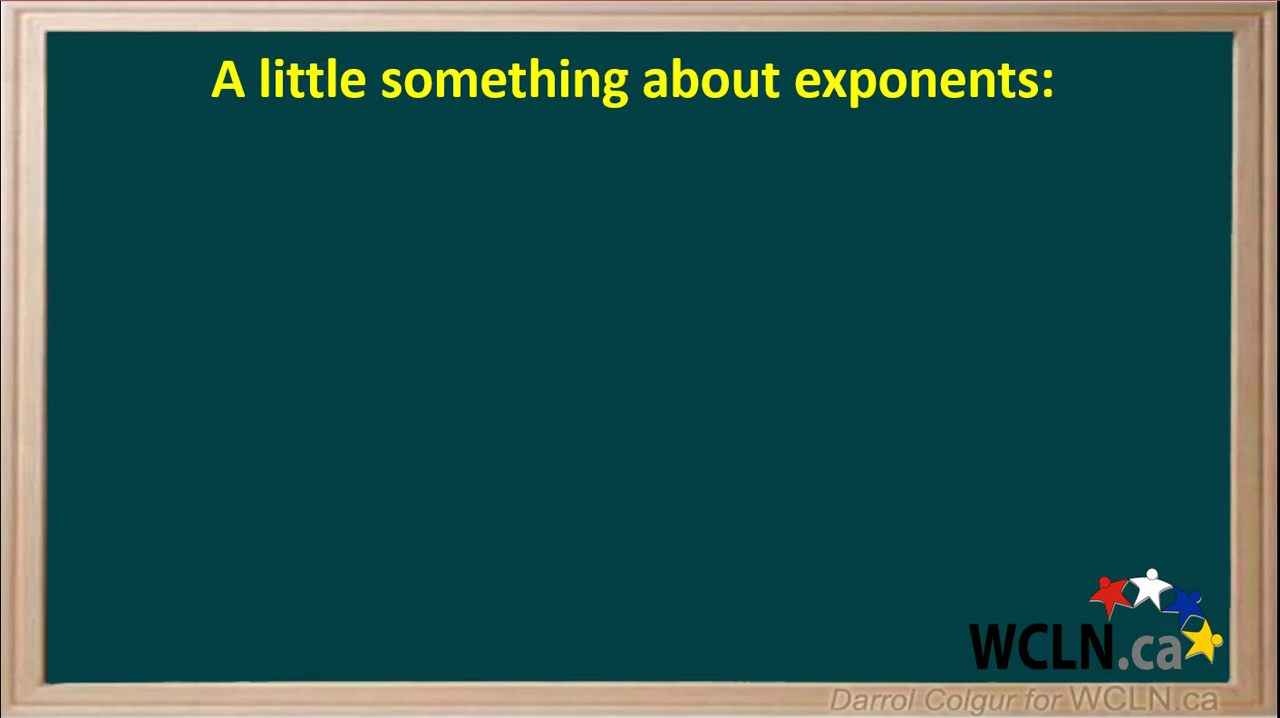 A little something about exponents:
WCLN.ca
Darrol Colgur for WCLN.ca